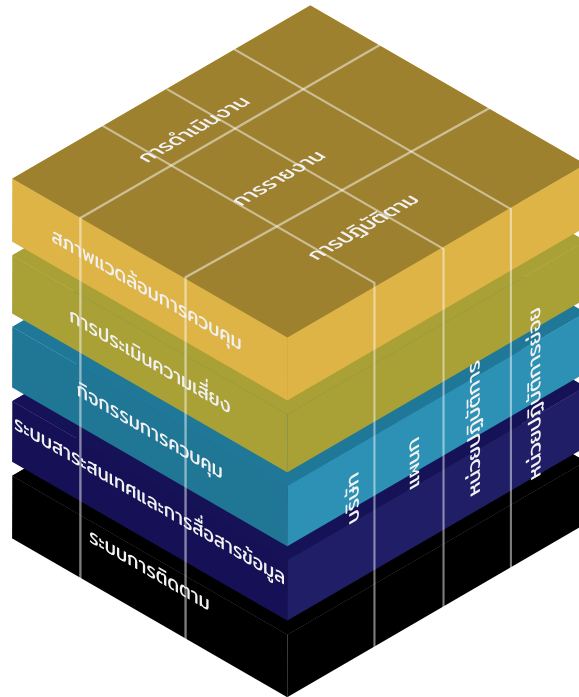 การดำเนินงาน
การรายงาน
การปฏิบัติตาม
สภาพแวดล้อมการควบคุม
การประเมินความเสี่ยง
กิจกรรมการควบคุม
ระบบสาระสนเทศและการสื่อสารข้อมูล
ระบบการติดตาม
บริษัท
แผนก
หน่วยปฏิบัติการ
หน่วยปฏิบัติการย่อย